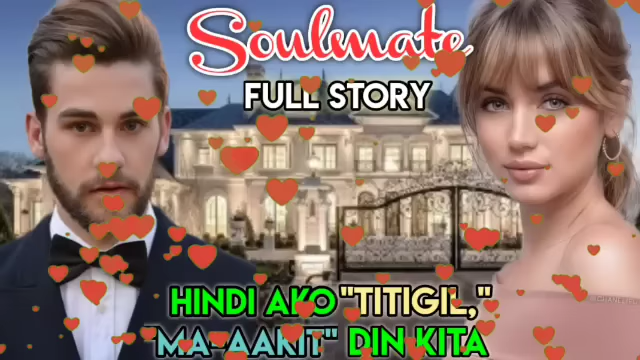 Soulmate
FULL STORY
HINDI AKO "TITIGIL,"
"MA-AAKIT" DIN KITA